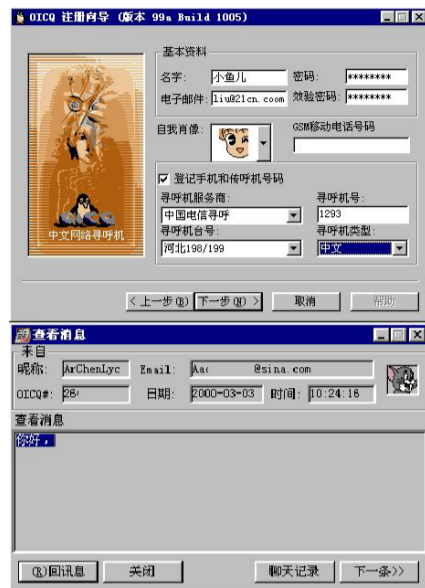 OICQ 注册向导 (版本 99a Build 1005)
基本资料
名字: 小鱼儿 密码: ********
电子邮件: liu@21cn.coom 效验密码: ********
自我肖像: GSM移动电话号码
登记手机和传呼机号码
寻呼机服务商: 寻呼机号:
中国电信寻呼 1293
寻呼机台号: 寻呼机类型:
河北198/199 中文
OICQ
中文网络寻呼机
< 上一步(B) 下一步(N) > 取消 帮助
查看消息
来自
昵称: ArChenLyc Email: Aa @sina.com
OICQ#: 26 日期: 2000-03-03 时间: 10:24:16
查看消息
你好，
(R)回讯息 关闭 聊天记录 下一条>>